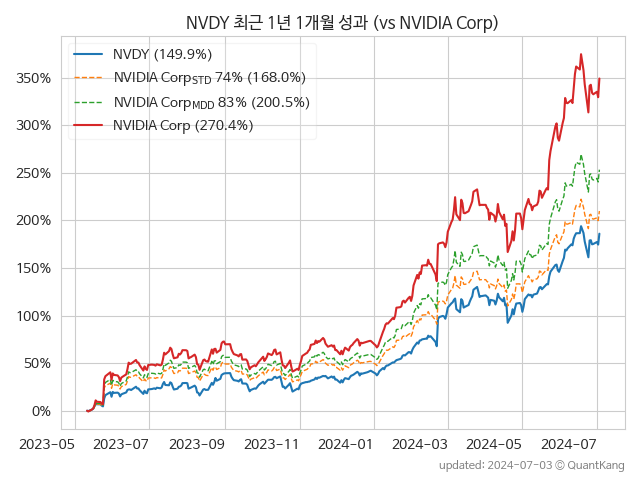 NVDY 최근 1년 1개월 성과 (vs NVIDIA Corp)
NVDY (149.9%)
NVIDIA Corp_STD 74% (168.0%)
NVIDIA Corp_MDD 83% (200.5%)
NVIDIA Corp (270.4%)
350%
300%
250%
200%
150%
100%
50%
0%
2023-05 2023-07 2023-09 2023-11 2024-01 2024-03 2024-05 2024-07
updated: 2024-07-03 © QuantKang